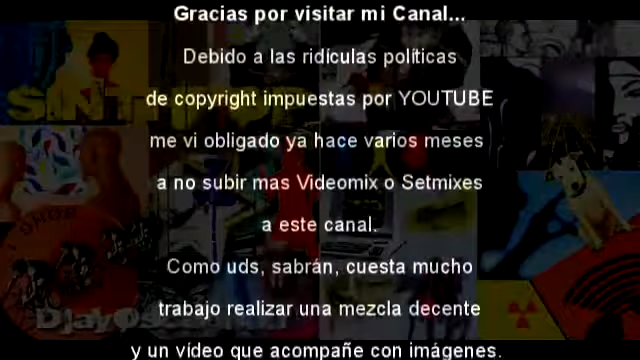 Gracias por visitar mi Canal...
Debido a las ridículas políticas
de copyright impuestas por YOUTUBE
me vi obligado ya hace varios meses
a no subir mas Videomix o Setmixes
a este canal.
Como uds, sabrán, cuesta mucho
trabajo realizar una mezcla decente
y un vídeo que acompañe con imágenes.